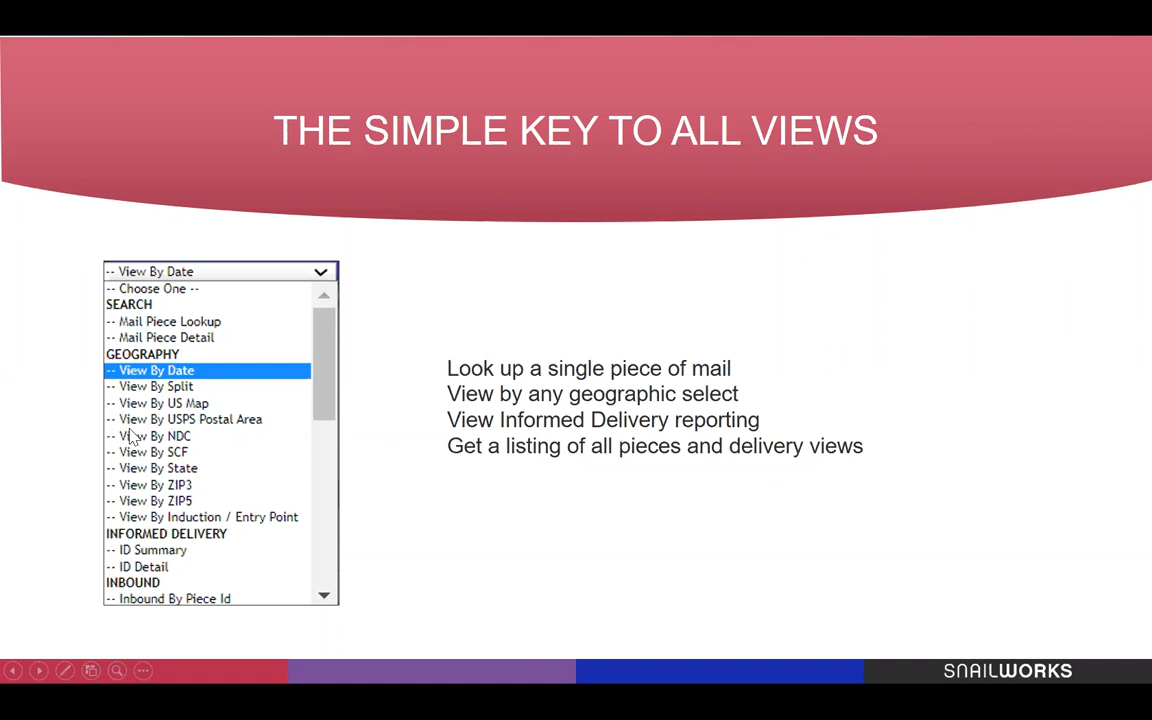 THE SIMPLE KEY TO ALL VIEWS
-- View By Date
-- Choose One --
SEARCH
-- Mail Piece Lookup
-- Mail Piece Detail
GEOGRAPHY
-- View By Date
-- View By Split
-- View By US Map
-- View By USPS Postal Area
-- View By NDC
-- View By SCF
-- View By State
-- View By ZIP3
-- View By ZIP5
-- View By Induction / Entry Point
INFORMED DELIVERY
-- ID Summary
-- ID Detail
INBOUND
-- Inbound By Piece Id
Look up a single piece of mail
View by any geographic select
View Informed Delivery reporting
Get a listing of all pieces and delivery views
SNAILWORKS